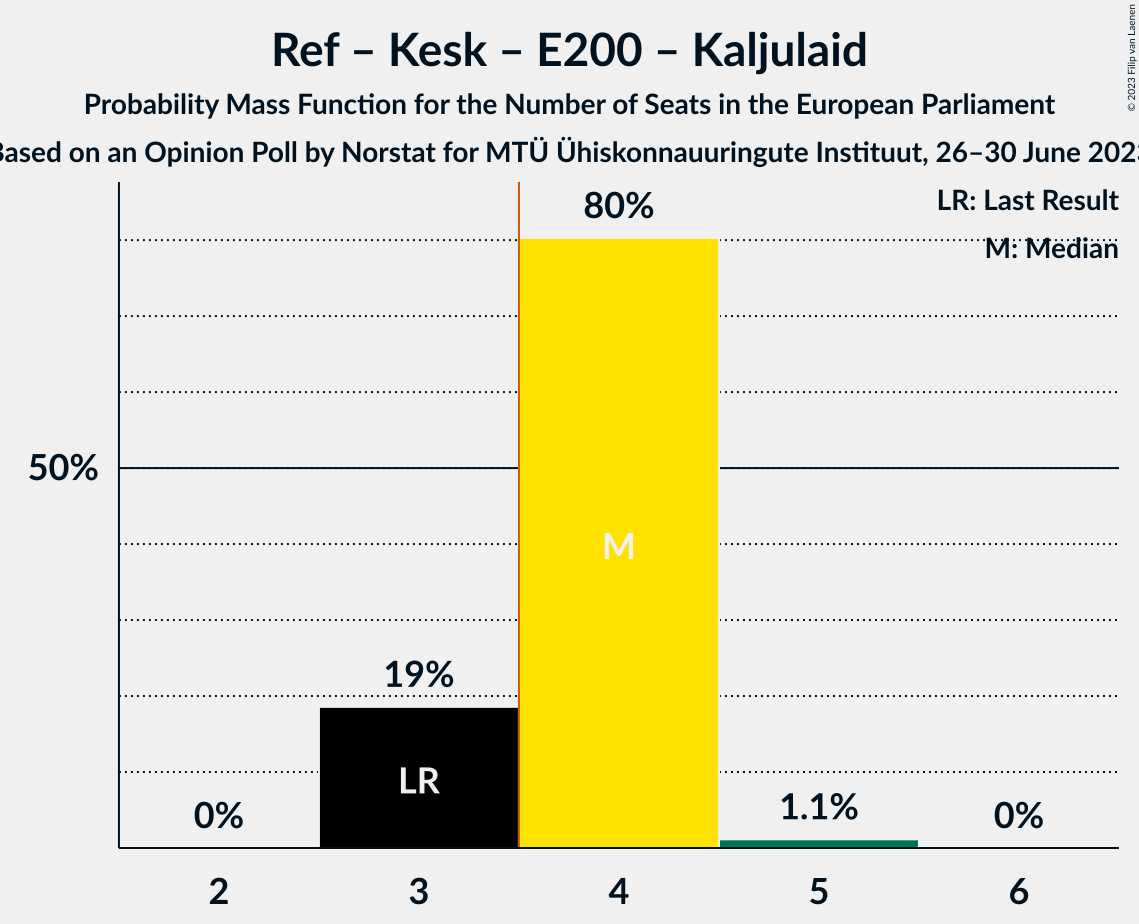 Ref – Kesk – E200 – Kaljulaid
Probability Mass Function for the Number of Seats in the European Parliament
Based on an Opinion Poll by Norstat for MTÜ Ühiskonnauuringute Instituut, 26–30 June 2023
© 2023 Filip van Laenen
LR: Last Result
M: Median
80%
50%
M
19%
LR
0%
1.1%
0%
2
3
4
5
6